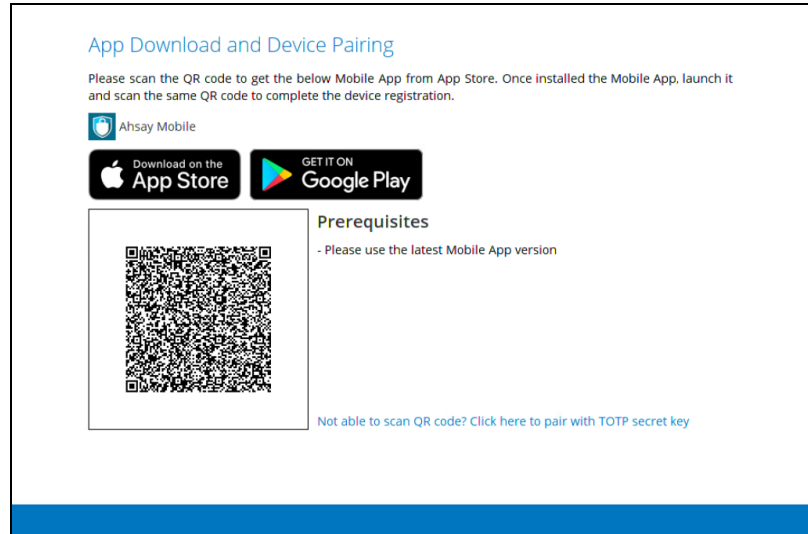 App Download and Device Pairing
Please scan the QR code to get the below Mobile App from App Store. Once installed the Mobile App, launch it
and scan the same QR code to complete the device registration.
Ahsay Mobile
Download on the
App Store
GET IT ON
Google Play
Prerequisites
- Please use the latest Mobile App version
Not able to scan QR code? Click here to pair with TOTP secret key